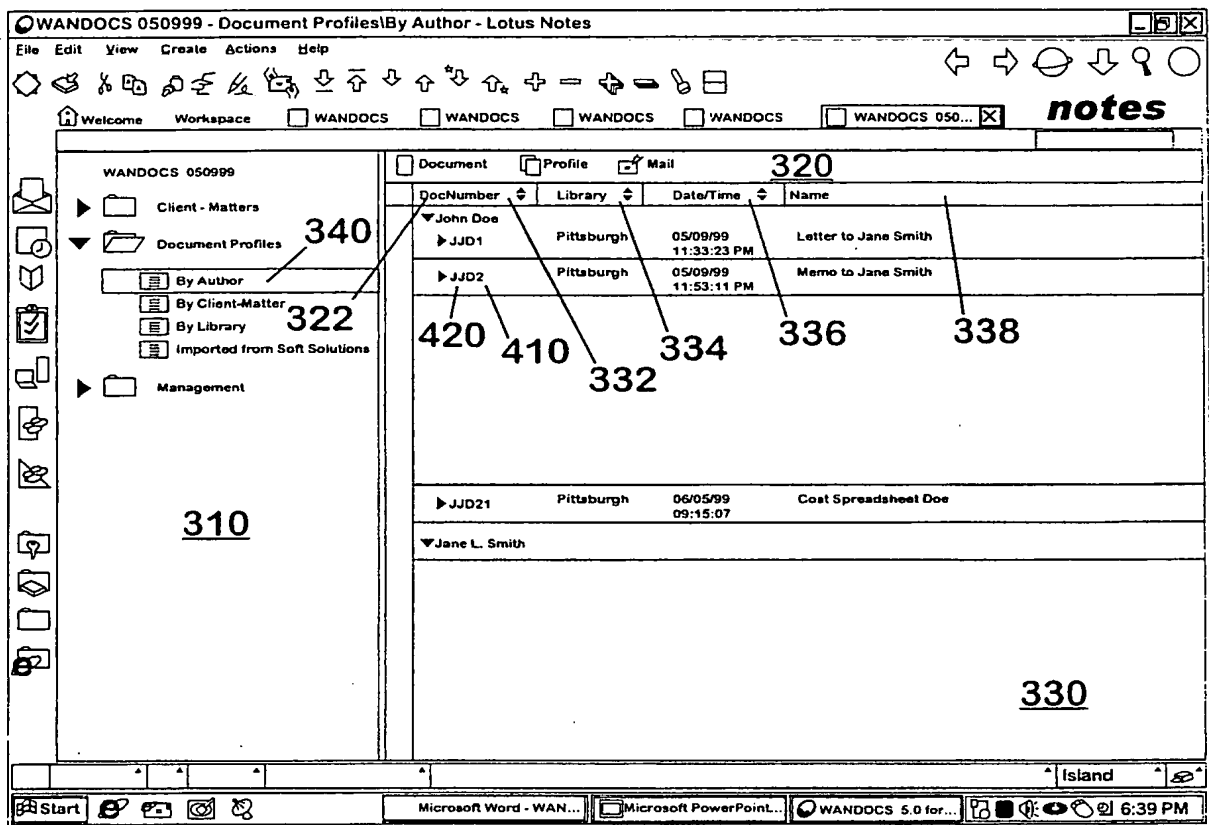 WANDOCS 050999 - Document Profiles\By Author - Lotus Notes
File Edit View Create Actions Help
notes
Welcome Workspace WANDOCS WANDOCS WANDOCS WANDOCS WANDOCS 050...
WANDOCS 050999
Client - Matters
Document Profiles
340
By Author
By Client-Matter
By Library
Imported from Soft Solutions
Management
310
Document Profile Mail 320
DocNumber Library Date/Time Name
John Doe
JJD1 Pittsburgh 05/09/99 Letter to Jane Smith
11:33:23 PM
JJD2 Pittsburgh 05/09/99 Memo to Jane Smith
11:53:11 PM
322 420 410 332 334 336 338
JJD21 Pittsburgh 06/05/99 Cost Spreadsheet Doe
09:15:07
Jane L. Smith
330
Island
Start Microsoft Word - WAN... Microsoft PowerPoint... WANDOCS 5.0 for... 6:39 PM